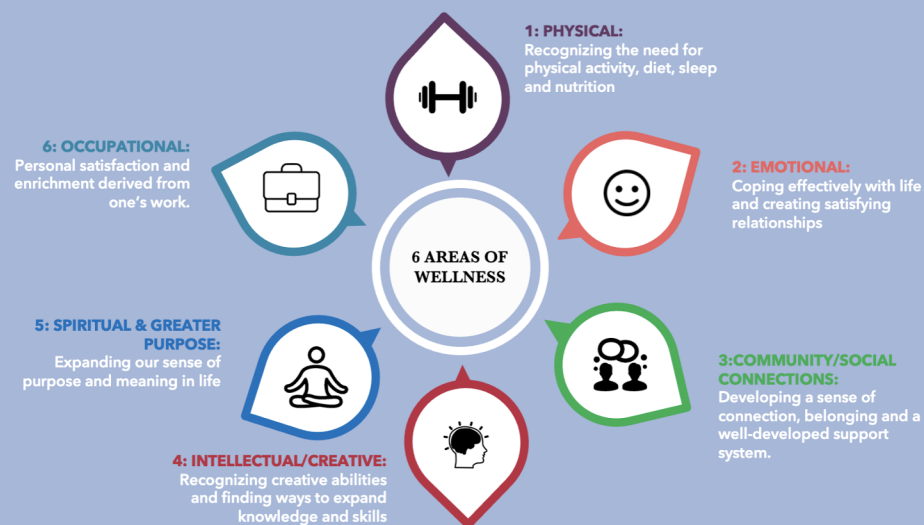 1: PHYSICAL:
Recognizing the need for
physical activity, diet, sleep
and nutrition
2: EMOTIONAL:
Coping effectively with life
and creating satisfying
relationships
3:COMMUNITY/SOCIAL
CONNECTIONS:
Developing a sense of
connection, belonging and a
well-developed support
system.
4: INTELLECTUAL/CREATIVE:
Recognizing creative abilities
and finding ways to expand
knowledge and skills
5: SPIRITUAL & GREATER
PURPOSE:
Expanding our sense of
purpose and meaning in life
6: OCCUPATIONAL:
Personal satisfaction and
enrichment derived from
one's work.
6 AREAS OF
WELLNESS